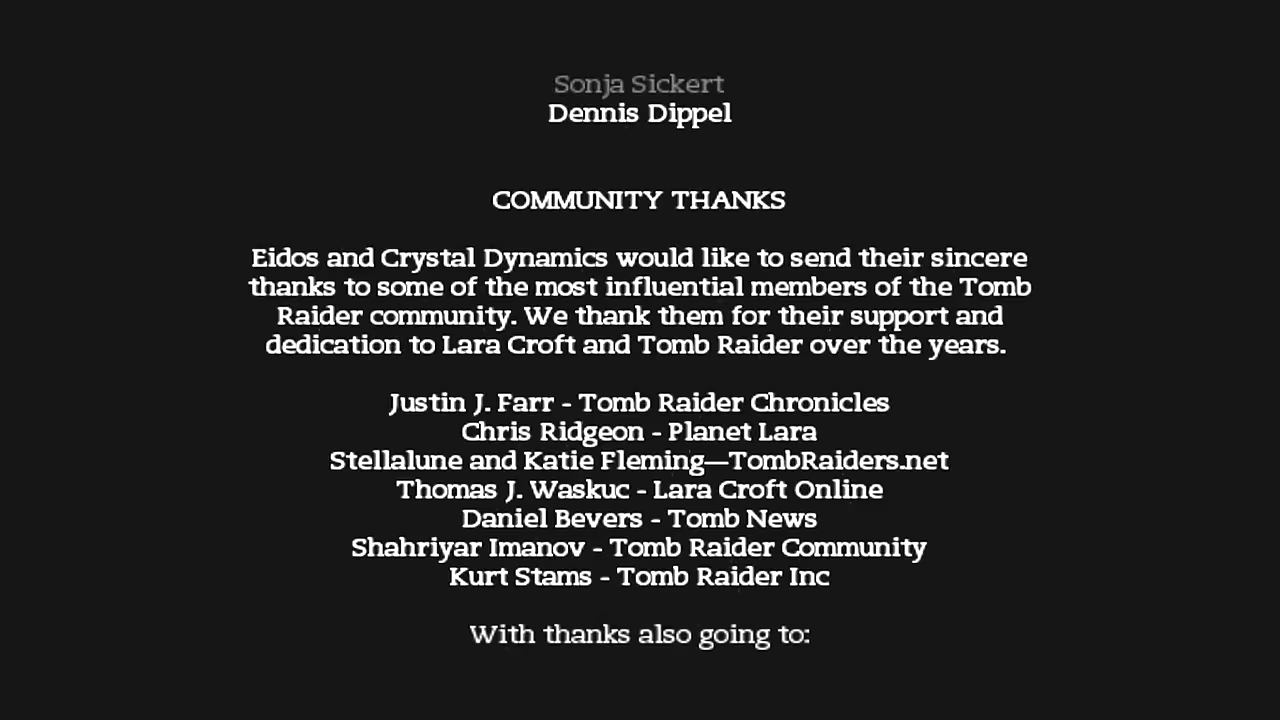 Sonja Sickert
Dennis Dippel
COMMUNITY THANKS
Eidos and Crystal Dynamics would like to send their sincere
thanks to some of the most influential members of the Tomb
Raider community. We thank them for their support and
dedication to Lara Croft and Tomb Raider over the years.
Justin J. Farr - Tomb Raider Chronicles
Chris Ridgeon - Planet Lara
Stellalune and Katie Fleming—TombRaiders.net
Thomas J. Waskuc - Lara Croft Online
Daniel Bevers - Tomb News
Shahriyar Imanov - Tomb Raider Community
Kurt Stams - Tomb Raider Inc
With thanks also going to: